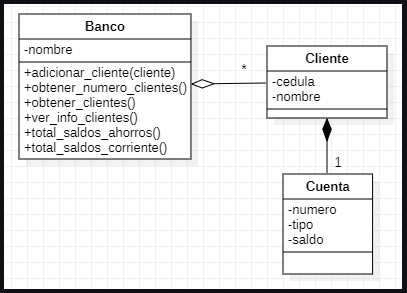 Banco
-nombre
+adicionar_cliente(cliente)
+obtener_numero_clientes()
+obtener_clientes()
+ver_info_clientes()
+total_saldos_ahorros()
+total_saldos_corriente()
*
Cliente
-cedula
-nombre
1
Cuenta
-numero
-tipo
-saldo